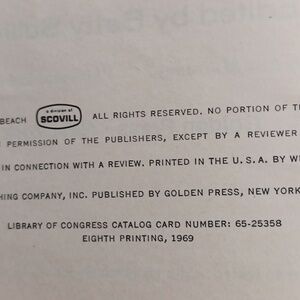 a division of
BEACH SCOVILL ALL RIGHTS RESERVED. NO PORTION OF
PERMISSION OF THE PUBLISHERS, EXCEPT BY A REVIEWER
IN CONNECTION WITH A REVIEW. PRINTED IN THE U.S.A. BY
HING COMPANY, INC. PUBLISHED BY GOLDEN PRESS, NEW YORK
LIBRARY OF CONGRESS CATALOG CARD NUMBER: 65-25358
EIGHTH PRINTING, 1969